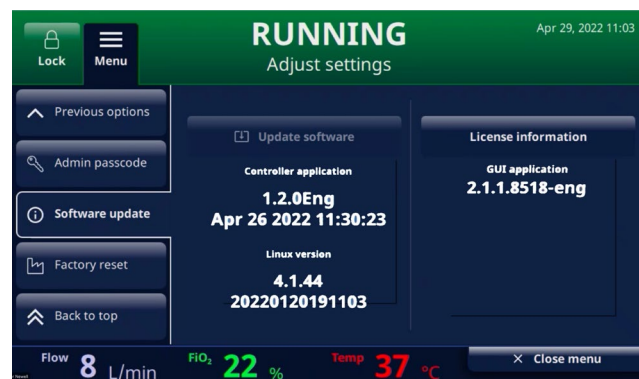 Lock
Menu
RUNNING
Adjust settings
Apr 29, 2022 11:03
Previous options
Admin passcode
Software update
Factory reset
Back to top
Update software
Controller application
1.2.0Eng
Apr 26 2022 11:30:23
Linux version
4.1.44
20220120191103
License information
GUI application
2.1.1.8518-eng
Flow 8 L/min
FiO₂ 22 %
Temp 37 °C
× Close menu